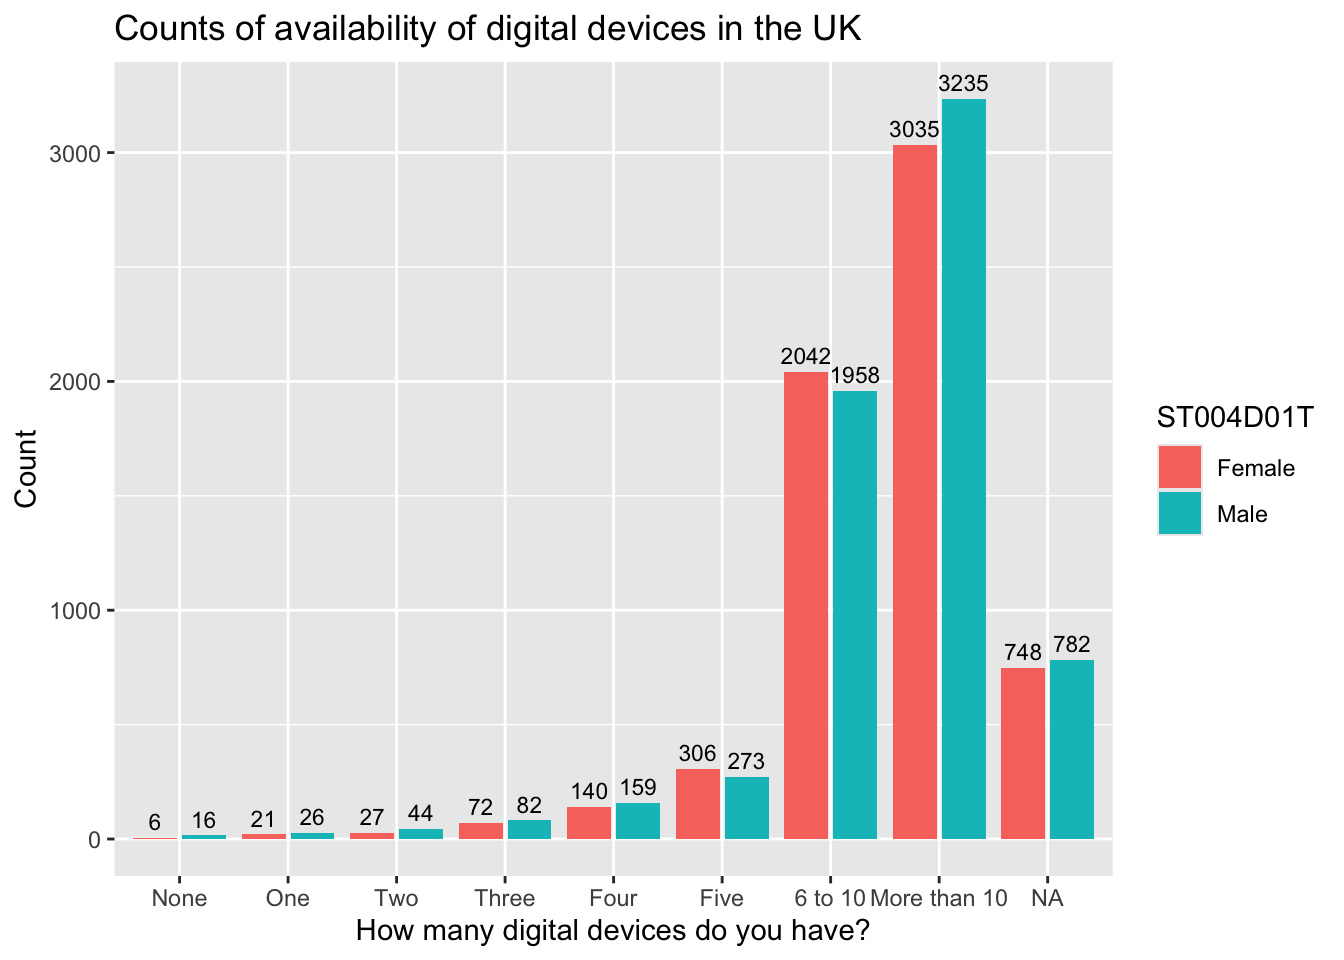 Counts of availability of digital devices in the UK
3235
3035
3000
2042
1958
2000
Count
ST004D01T
Female
Male
1000
748 782
306 273
140 159
72 82
27 44
21 26
6 16
0
None One Two Three Four Five 6 to 10 More than 10 NA
How many digital devices do you have?